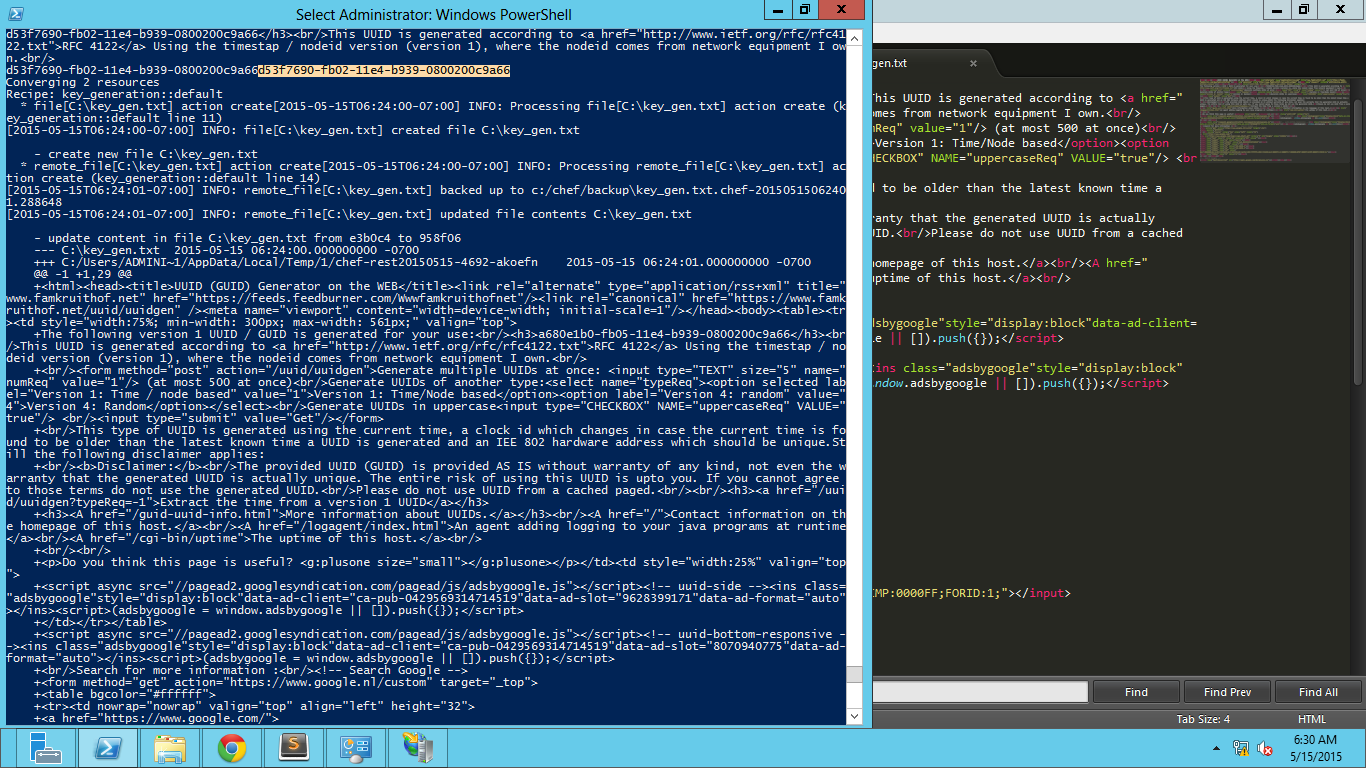 Select Administrator: Windows PowerShell
d53f7690-fb02-11e4-b939-0800200c9a66</h3><br/>This UUID is generated according to <a href="http://www.ietf.org/rfc/rfc41
22.txt">RFC 4122</a> Using the timestap / nodeid version (version 1), where the nodeid comes from network equipment I ow
n.<br/>
d53f7690-fb02-11e4-b939-0800200c9a66d53f7690-fb02-11e4-b939-0800200c9a66
Converging 2 resources
Recipe: key_generation::default
* file[C:\key_gen.txt] action create[2015-05-15T06:24:00-07:00] INFO: Processing file[C:\key_gen.txt] action create (k
ey_generation::default line 11)
[2015-05-15T06:24:00-07:00] INFO: file[C:\key_gen.txt] created file C:\key_gen.txt
- create new file C:\key_gen.txt
* remote_file[C:\key_gen.txt] action create[2015-05-15T06:24:00-07:00] INFO: Processing remote_file[C:\key_gen.txt] ac
tion create (key_generation::default line 14)
[2015-05-15T06:24:01-07:00] INFO: remote_file[C:\key_gen.txt] backed up to c:/chef/backup\key_gen.txt.chef-2015051506240
1.288648
[2015-05-15T06:24:01-07:00] INFO: remote_file[C:\key_gen.txt] updated file contents C:\key_gen.txt
- update content in file C:\key_gen.txt from e3b0c4 to 958f06
--- C:\key_gen.txt 2015-05-15 06:24:00.000000000 -0700
+++ C:/Users/ADMINI~1/AppData/Local/Temp/1/chef-rest20150515-4692-akoefn 2015-05-15 06:24:01.000000000 -0700
@@ -1 +1,29 @@
+<html><head><title>UUID (GUID) Generator on the WEB</title><link rel="alternate" type="application/rss+xml" title="
www.famkruithof.net" href="https://feeds.feedburner.com/Wwwfamkruithofnet"/><link rel="canonical" href="https://www.famk
ruithof.net/uuid/uuidgen" /><meta name="viewport" content="width=device-width; initial-scale=1"/></head><body><table><tr
><td style="width:75%; min-width: 300px; max-width: 561px;" valign="top">
+The following version 1 UUID / GUID is generated for your use:<br/><h3>a680e1b0-fb05-11e4-b939-0800200c9a66</h3><br
/>This UUID is generated according to <a href="http://www.ietf.org/rfc/rfc4122.txt">RFC 4122</a> Using the timestap / no
deid version (version 1), where the nodeid comes from network equipment I own.<br/>
+<br/><form method="post" action="/uuid/uuidgen">Generate multiple UUIDs at once: <input type="TEXT" size="5" name="
numReq" value="1"/> (at most 500 at once)<br/>Generate UUIDs of another type:<select name="typeReq"><option selected lab
el="Version 1: Time / node based" value="1">Version 1: Time/Node based</option><option label="Version 4: random" value="
4">Version 4: Random</option></select><br/>Generate UUIDs in uppercase<input type="CHECKBOX" NAME="uppercaseReq" VALUE="
true"/> <br/><input type="submit" value="Get"/></form>
+<br/>This type of UUID is generated using the current time, a clock id which changes in case the current time is fo
und to be older than the latest known time a UUID is generated and an IEE 802 hardware address which should be unique.St
ill the following disclaimer applies:
+<br/><b>Disclaimer:</b><br/>The provided UUID (GUID) is provided AS IS without warranty of any kind, not even the w
arranty that the generated UUID is actually unique. The entire risk of using this UUID is upto you. If you cannot agree
to those terms do not use the generated UUID.<br/>Please do not use UUID from a cached paged.<br/><br/><h3><a href="/uui
d/uuidgen?typeReq=-1">Extract the time from a version 1 UUID</a></h3>
+<h3><A href="/guid-uuid-info.html">More information about UUIDs.</a></h3><br/><A href="/">Contact information on th
e homepage of this host.</a><br/><A href="/logagent/index.html">An agent adding logging to your java programs at runtime
</a><br/><A href="/cgi-bin/uptime">The uptime of this host.</a><br/>
+<br/><br/>
+<p>Do you think this page is useful? <g:plusone size="small"></g:plusone></p></td><td style="width:25%" valign="top
">
+<script async src="//pagead2.googlesyndication.com/pagead/js/adsbygoogle.js"></script><!-- uuid-side --><ins class=
"adsbygoogle"style="display:block"data-ad-client="ca-pub-0429569314714519"data-ad-slot="9628399171"data-ad-format="auto"
></ins><script>(adsbygoogle = window.adsbygoogle || []).push({});</script>
+</td></tr></table>
+<script async src="//pagead2.googlesyndication.com/pagead/js/adsbygoogle.js"></script><!-- uuid-bottom-responsive -
-><ins class="adsbygoogle"style="display:block"data-ad-client="ca-pub-0429569314714519"data-ad-slot="8070940775"data-ad-
format="auto"></ins><script>(adsbygoogle = window.adsbygoogle || []).push({});</script>
+<br/>Search for more information :<br/><!-- Search Google -->
+<form method="get" action="https://www.google.nl/custom" target="_top">
+<table bgcolor="#ffffff">
+<tr><td nowrap="nowrap" valign="top" align="left" height="32">
+<a href="https://www.google.com/">
gen.txt
This UUID is generated according to <a href="
omes from network equipment I own.<br/>
mReq" value="1"/> (at most 500 at once)<br/>
Version 1: Time/Node based</option><option
HECKBOX" NAME="uppercaseReq" VALUE="true"/> <br
d to be older than the latest known time a
ranty that the generated UUID is actually
UID.<br/>Please do not use UUID from a cached
homepage of this host.</a><br/><A href="
uptime of this host.</a><br/>
dsbygoogle"style="display:block"data-ad-client=
le || []).push({});</script>
ins class="adsbygoogle"style="display:block"
indow.adsbygoogle || []).push({});</script>
IMP:0000FF;FORID:1;"></input>
Find
Find Prev
Find All
Tab Size: 4
HTML
6:30 AM
5/15/2015